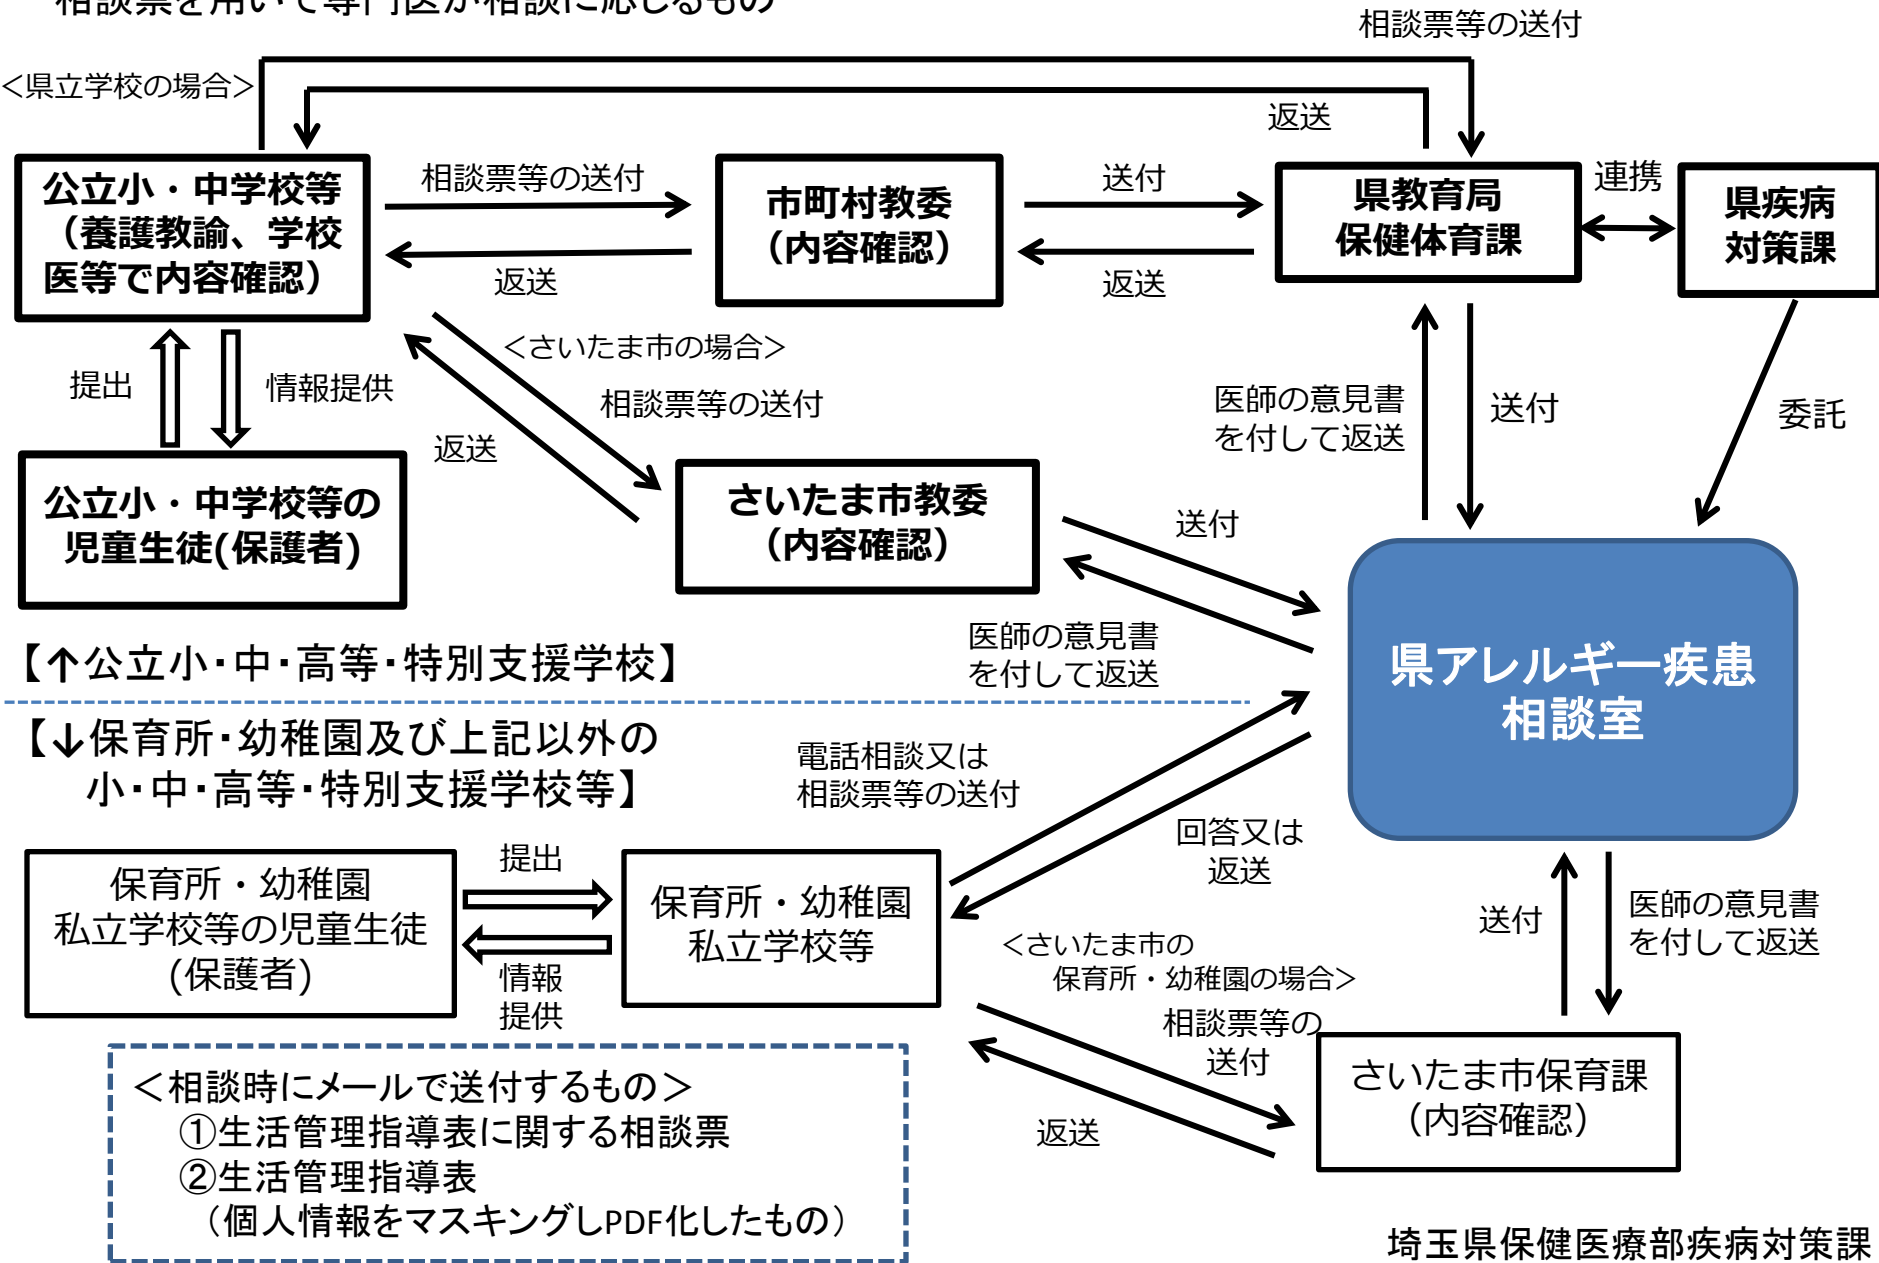 相談票を用いて専門医が相談に応じるもの
相談票等の送付
＜県立学校の場合＞
返送
公立小・中学校等
（養護教諭、学校
医等で内容確認）
相談票等の送付
返送
市町村教委
（内容確認）
送付
返送
県教育局
保健体育課
連携
県疾病
対策課
提出
情報提供
＜さいたま市の場合＞
相談票等の送付
返送
医師の意見書
を付して返送
送付
委託
公立小・中学校等の
児童生徒(保護者)
さいたま市教委
（内容確認）
送付
医師の意見書
を付して返送
県アレルギー疾患
相談室
【↑公立小・中・高等・特別支援学校】
【↓保育所・幼稚園及び上記以外の
小・中・高等・特別支援学校等】
電話相談又は
相談票等の送付
回答又は
返送
保育所・幼稚園
私立学校等の児童生徒
(保護者)
提出
情報
提供
保育所・幼稚園
私立学校等
＜さいたま市の
保育所・幼稚園の場合＞
相談票等の
送付
返送
送付
医師の意見書
を付して返送
さいたま市保育課
（内容確認）
＜相談時にメールで送付するもの＞
①生活管理指導表に関する相談票
②生活管理指導表
（個人情報をマスキングしPDF化したもの）
埼玉県保健医療部疾病対策課